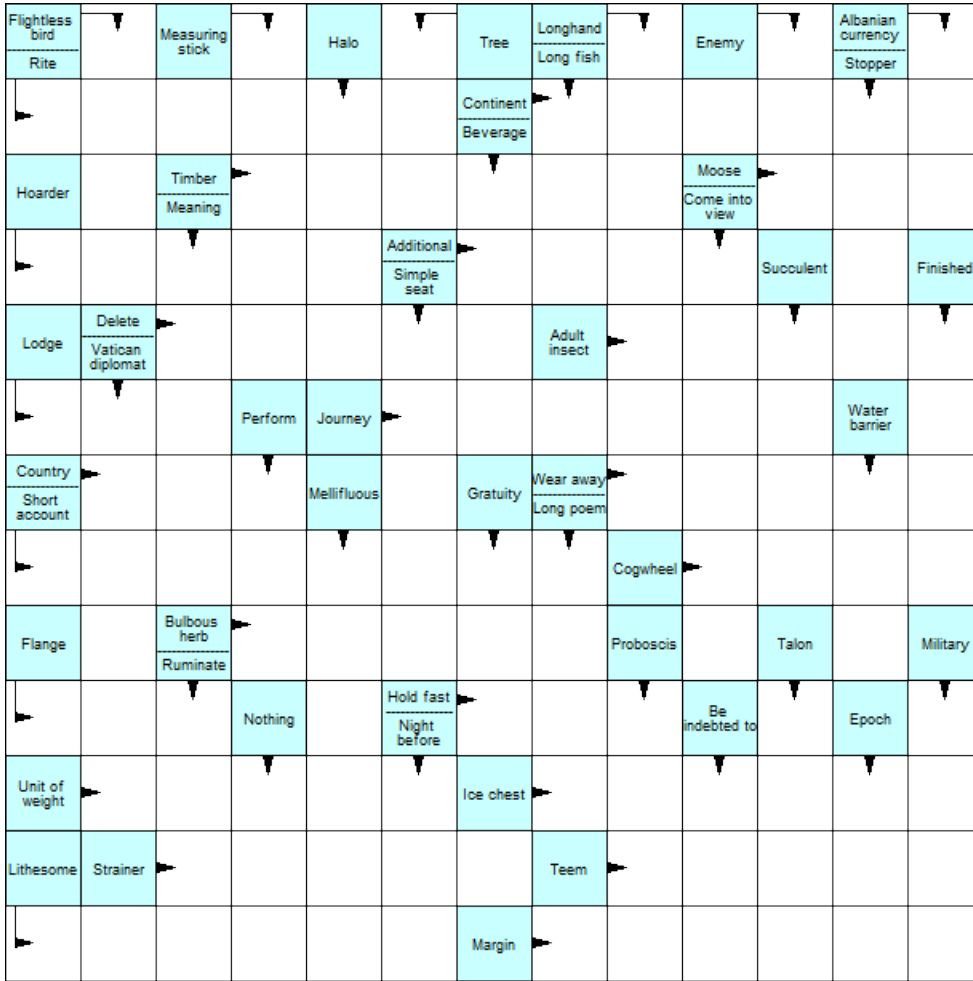 Flightless
bird
Rite
Measuring
stick
Halo
Tree
Longhand
Long fish
Enemy
Albanian
currency
Stopper
Continent
Beverage
Hoarder
Timber
Meaning
Moose
Come into
view
Additional
Simple
seat
Succulent
Finished
Lodge
Delete
Vatican
diplomat
Adult
insect
Perform
Journey
Water
barrier
Country
Short
account
Mellifluous
Gratuity
Wear away
Long poem
Cogwheel
Flange
Bulbous
herb
Ruminate
Proboscis
Talon
Military
Nothing
Hold fast
Night
before
Be
indebted to
Epoch
Unit of
weight
Ice chest
Lithesome
Strainer
Teem
Margin